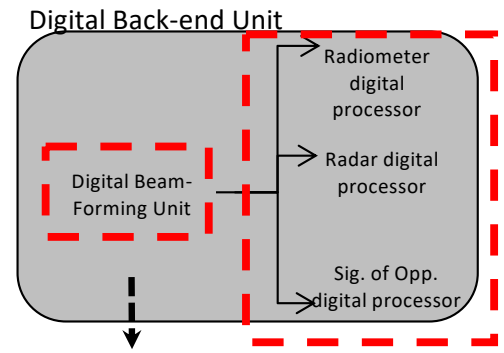 Digital Back-end Unit
Radiometer
digital
processor
Digital Beam-
Forming Unit
Radar digital
processor
Sig. of Opp.
digital processor